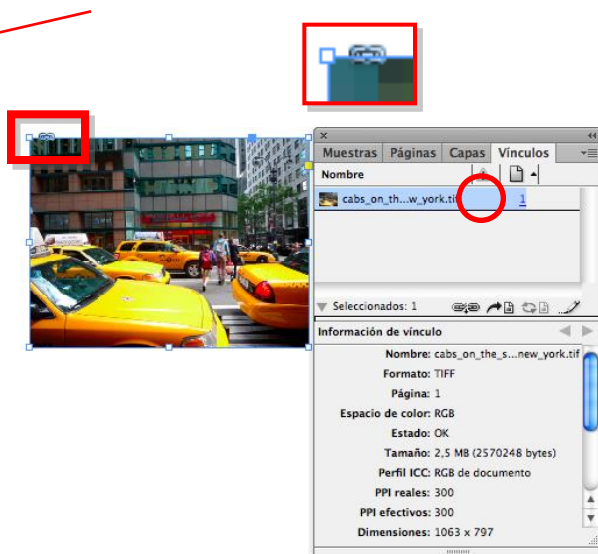 Muestras Páginas Capas Vínculos
Nombre
cabs_on_th...w_york.tif 1
Seleccionados: 1
Información de vínculo
Nombre: cabs_on_the_s...new_york.tif
Formato: TIFF
Página: 1
Espacio de color: RGB
Estado: OK
Tamaño: 2,5 MB (2570248 bytes)
Perfil ICC: RGB de documento
PPI reales: 300
PPI efectivos: 300
Dimensiones: 1063 x 797